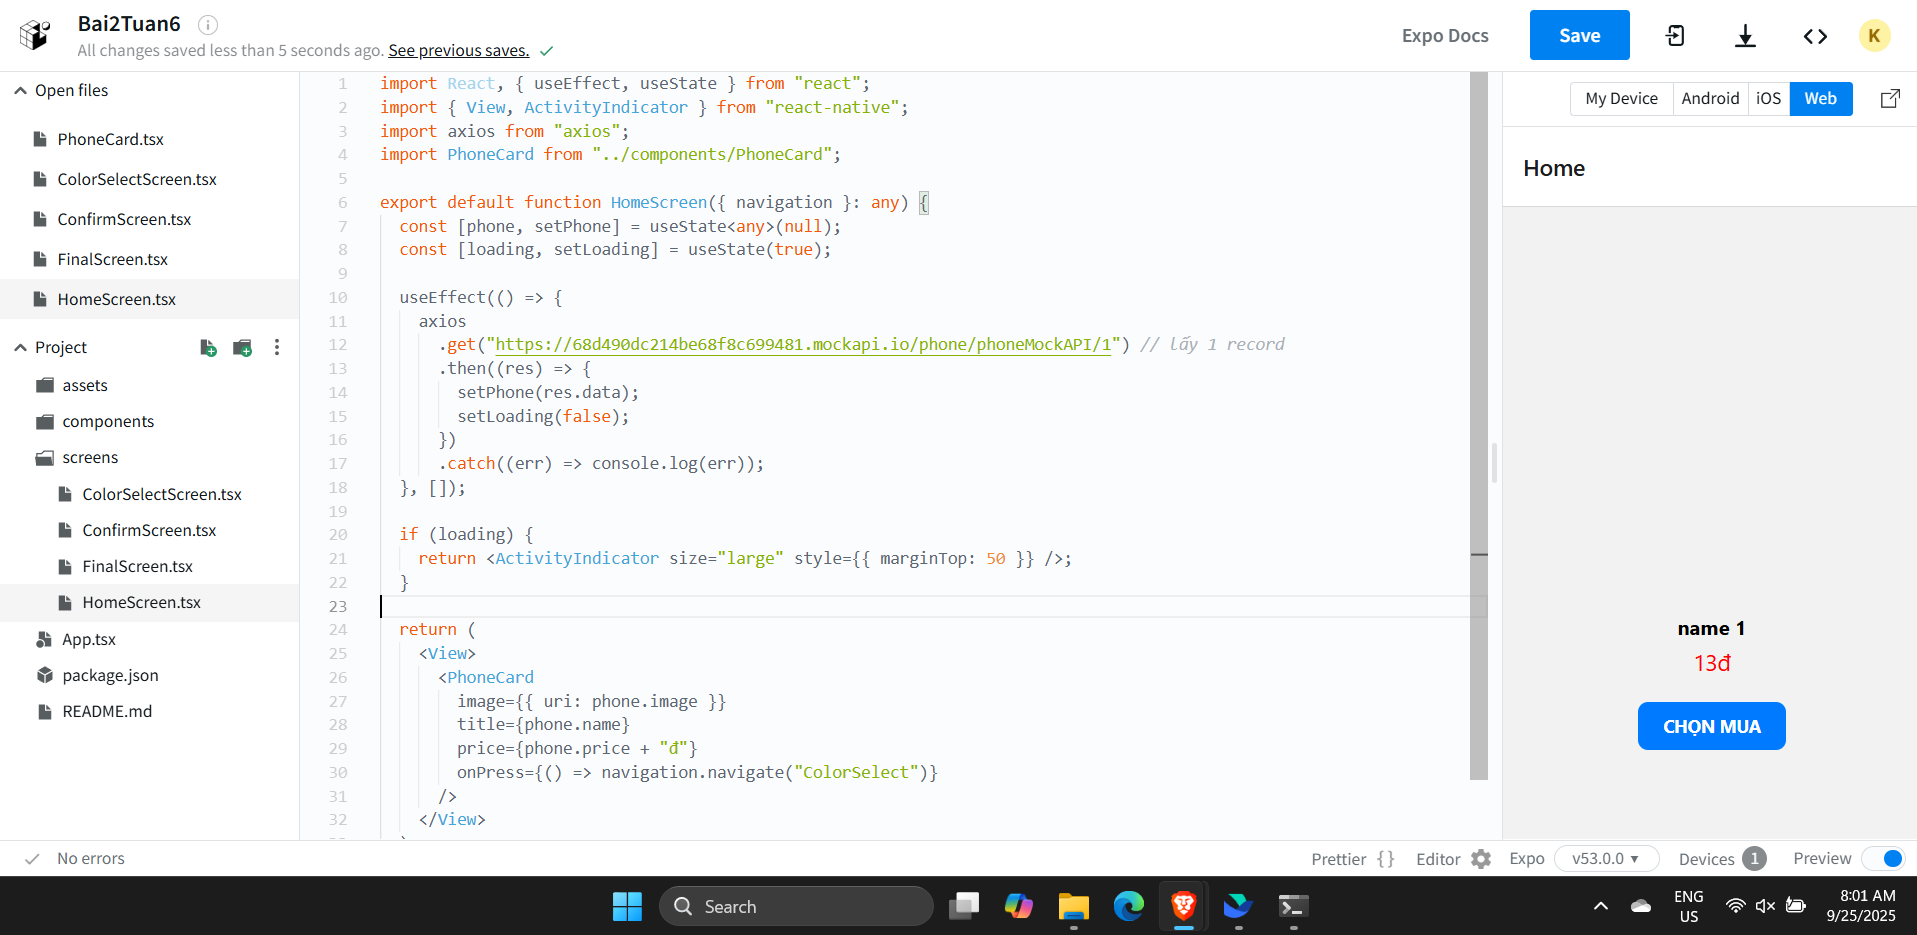 Bai2Tuan6
All changes saved less than 5 seconds ago. See previous saves.
Expo Docs
Save
K
Open files
PhoneCard.tsx
ColorSelectScreen.tsx
ConfirmScreen.tsx
FinalScreen.tsx
HomeScreen.tsx
Project
assets
components
screens
ColorSelectScreen.tsx
ConfirmScreen.tsx
FinalScreen.tsx
HomeScreen.tsx
App.tsx
package.json
README.md
1 import React, { useEffect, useState } from "react";
2 import { View, ActivityIndicator } from "react-native";
3 import axios from "axios";
4 import PhoneCard from "../components/PhoneCard";
5
6 export default function HomeScreen({ navigation }: any) {
7 const [phone, setPhone] = useState<any>(null);
8 const [loading, setLoading] = useState(true);
9
10 useEffect(() => {
11 axios
12 .get("https://68d490dc214be68f8c699481.mockapi.io/phone/phoneMockAPI/1") // lấy 1 record
13 .then((res) => {
14 setPhone(res.data);
15 setLoading(false);
16 })
17 .catch((err) => console.log(err));
18 }, []);
19
20 if (loading) {
21 return <ActivityIndicator size="large" style={{ marginTop: 50 }} />;
22 }
23
24 return (
25 <View>
26 <PhoneCard
27 image={{ uri: phone.image }}
28 title={phone.name}
29 price={phone.price + "đ"}
30 onPress={() => navigation.navigate("ColorSelect")}
31 />
32 </View>
My Device
Android
iOS
Web
Home
name 1
13đ
CHỌN MUA
No errors
Prettier {}
Editor
Expo
v53.0.0
Devices 1
Preview
Search
ENG
US
8:01 AM
9/25/2025